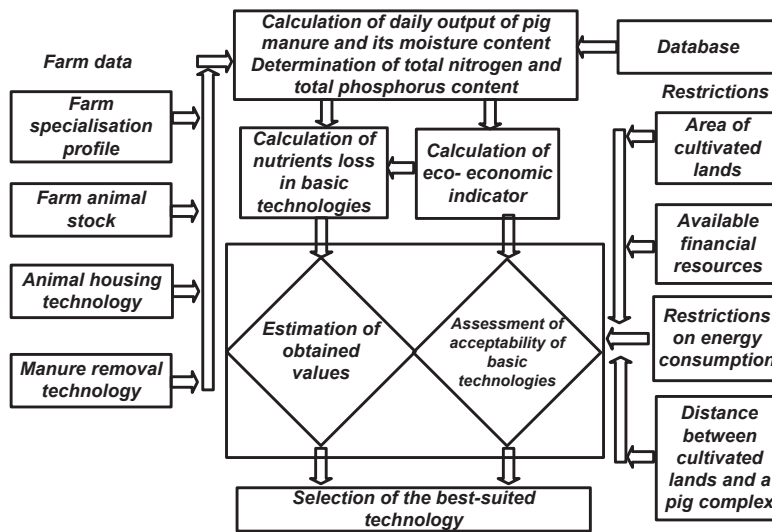 Calculation of daily output of pig
manure and its moisture content
Determination of total nitrogen and
total phosphorus content
Database
Farm data
Restrictions
Farm
specialisation
profile
Farm animal
stock
Animal housing
technology
Manure removal
technology
Calculation of
nutrients loss
in basic
technologies
Calculation of
eco- economic
indicator
Area of
cultivated
lands
Available
financial
resources
Restrictions
on energy
consumption
Distance
between
cultivated
lands and a
pig complex
Estimation of
obtained
values
Assessment of
acceptability of
basic
technologies
Selection of the best-suited
technology